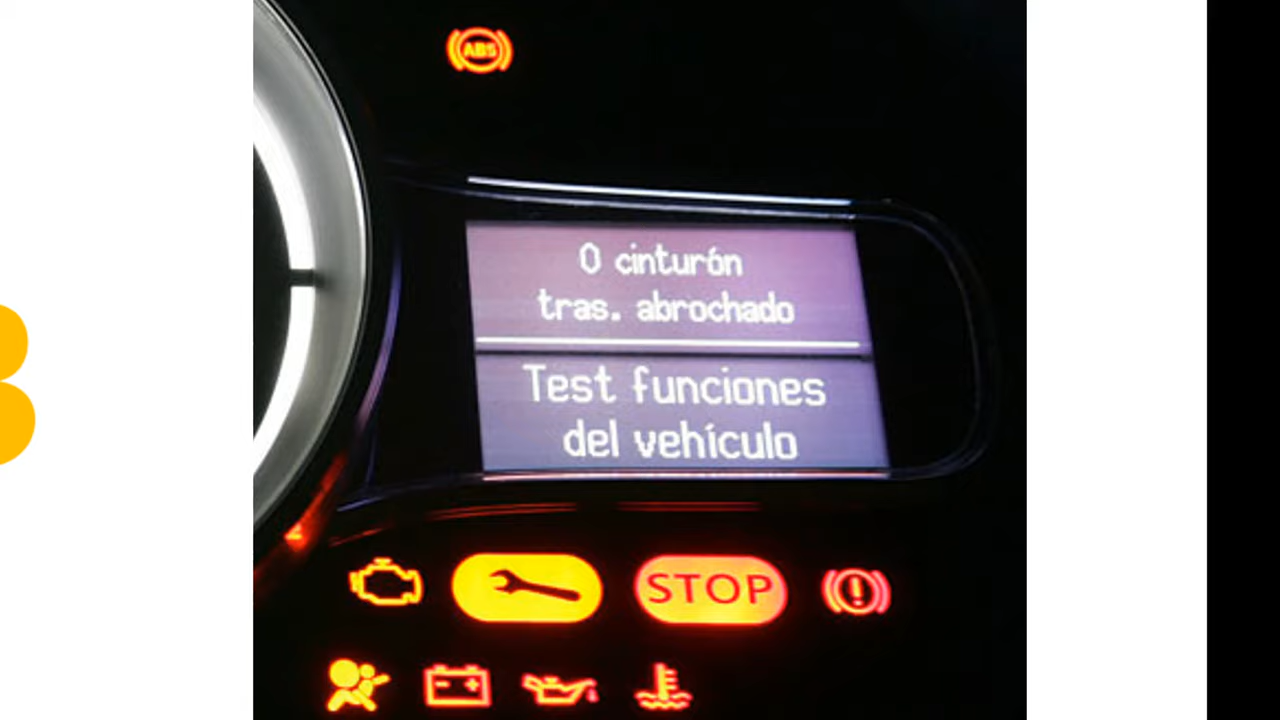 ABS
0 cinturón
tras. abrochado
Test funciones
del vehículo
STOP